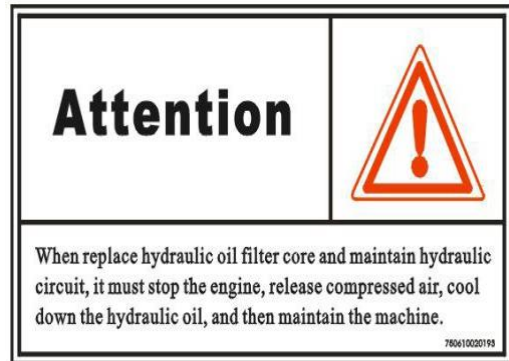 Attention
When replace hydraulic oil filter core and maintain hydraulic
circuit, it must stop the engine, release compressed air, cool
down the hydraulic oil, and then maintain the machine.
750610020193